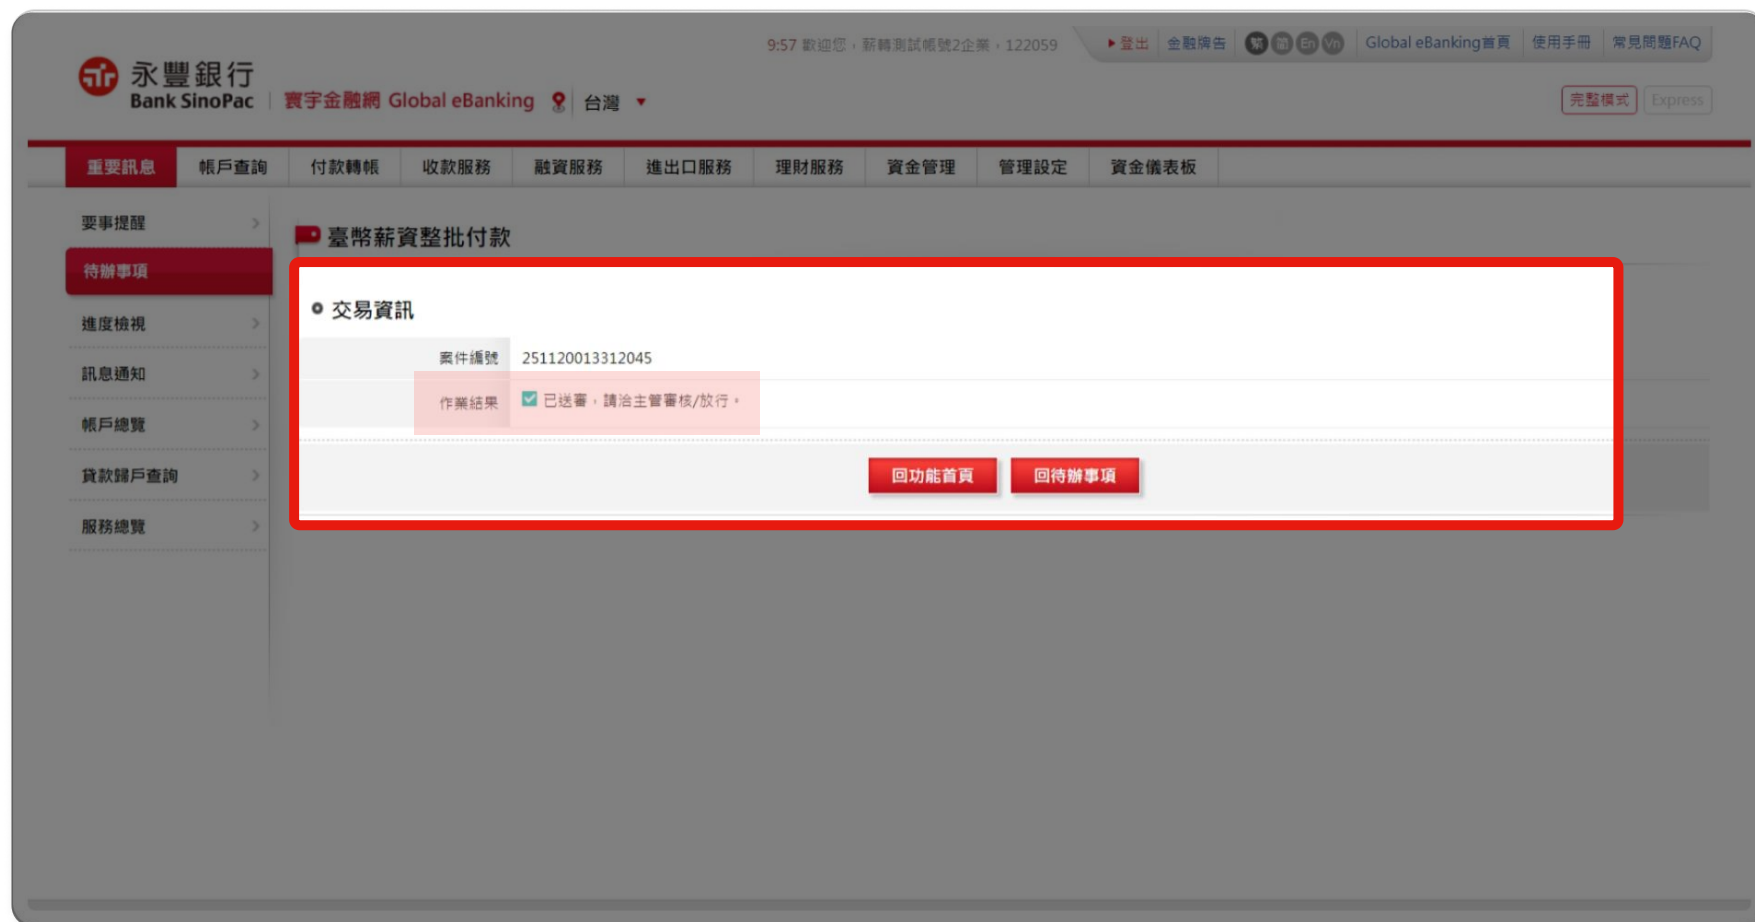 9:57 歡迎您，薪轉測試帳號2企業，122059
登出 金融牌告 繁 简 En Vn Global eBanking首頁 使用手冊 常見問題FAQ
永豐銀行
Bank SinoPac 寰宇金融網 Global eBanking 台灣
完整模式 Express
重要訊息 帳戶查詢 付款轉帳 收款服務 融資服務 進出口服務 理財服務 資金管理 管理設定 資金儀表板
要事提醒
待辦事項
進度檢視
訊息通知
帳戶總覽
貸款歸戶查詢
服務總覽
臺幣薪資整批付款
交易資訊
案件編號 251120013312045
作業結果 已送審，請洽主管審核/放行。
回功能首頁 回待辦事項